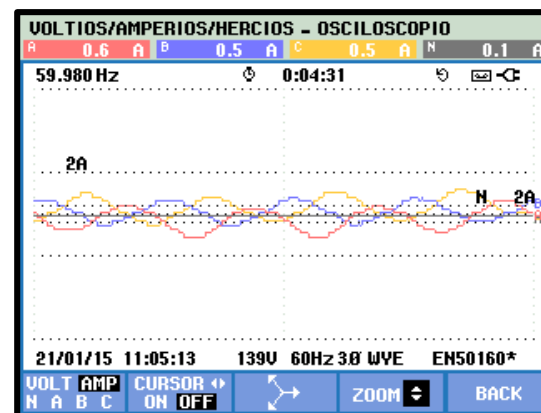 VOLTIOS/AMPERIOS/HERCIOS - OSCILOSCOPIO
A 0.6 A B 0.5 A C 0.5 A N 0.1 A
59.980 Hz 0:04:31
2A
N 2A
B
A
21/01/15 11:05:13 139V 60Hz 3Ø WYE EN50160*
VOLT AMP CURSOR
N A B C ON OFF ZOOM BACK